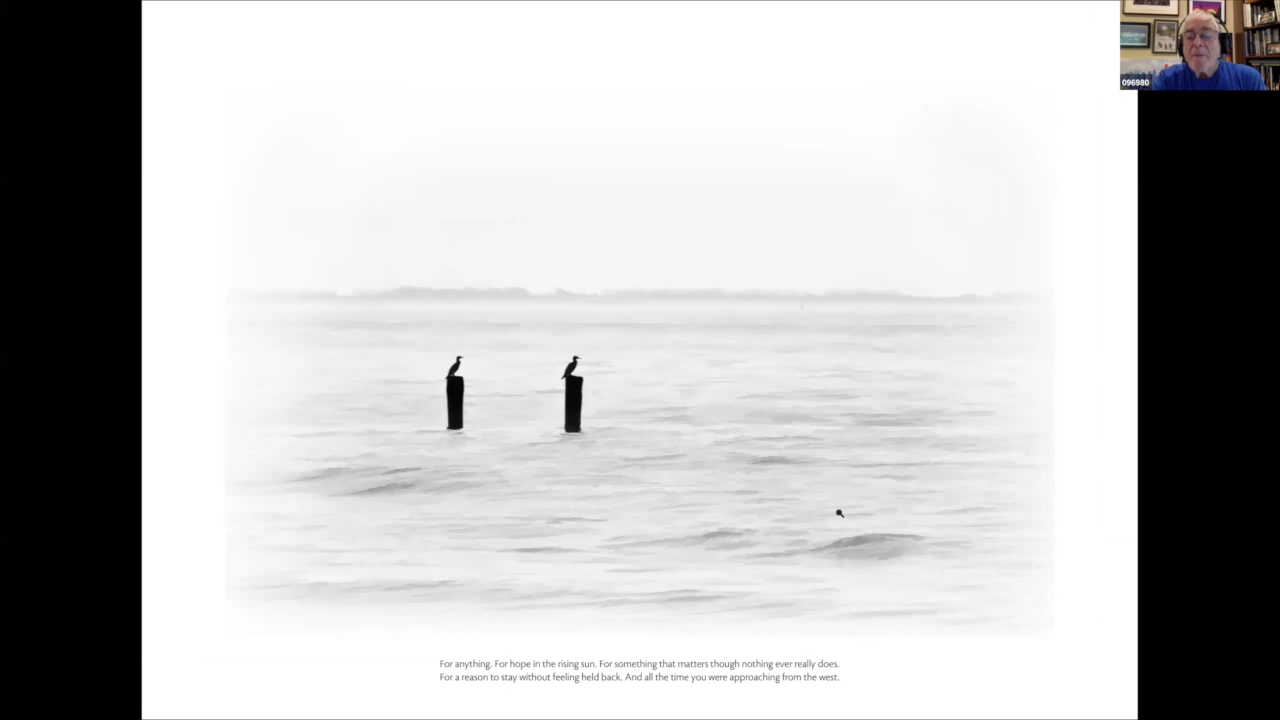 096980
For anything. For hope in the rising sun. For something that matters though nothing ever really does.
For a reason to stay without feeling held back. And all the time you were approaching from the west.